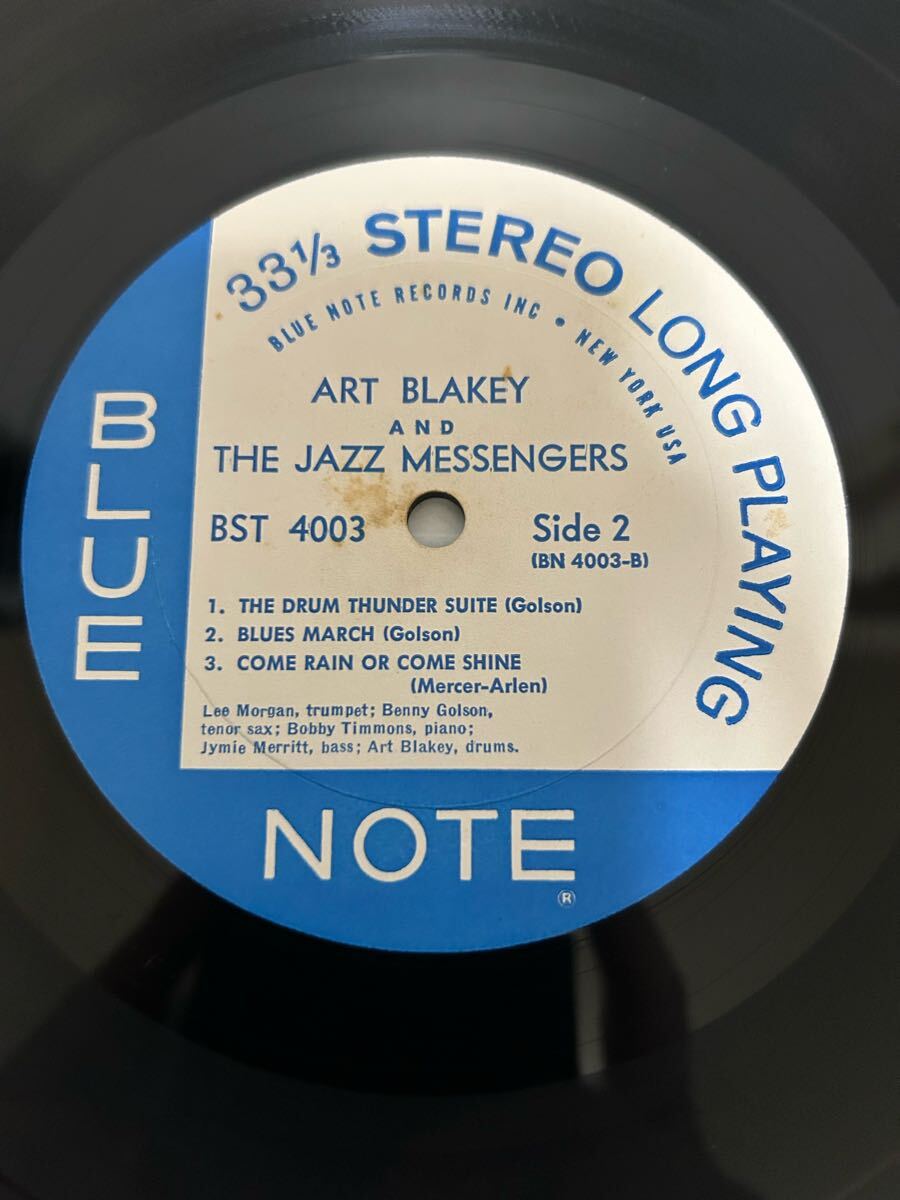 33⅓ STEREO LONG PLAYING
BLUE NOTE RECORDS INC • NEW YORK USA
ART BLAKEY
AND
THE JAZZ MESSENGERS
BST 4003
Side 2
(BN 4003-B)
1. THE DRUM THUNDER SUITE (Golson)
2. BLUES MARCH (Golson)
3. COME RAIN OR COME SHINE
(Mercer-Arlen)
Lee Morgan, trumpet; Benny Golson,
tenor sax; Bobby Timmons, piano;
Jymie Merritt, bass; Art Blakey, drums.
BLUE
NOTE
®